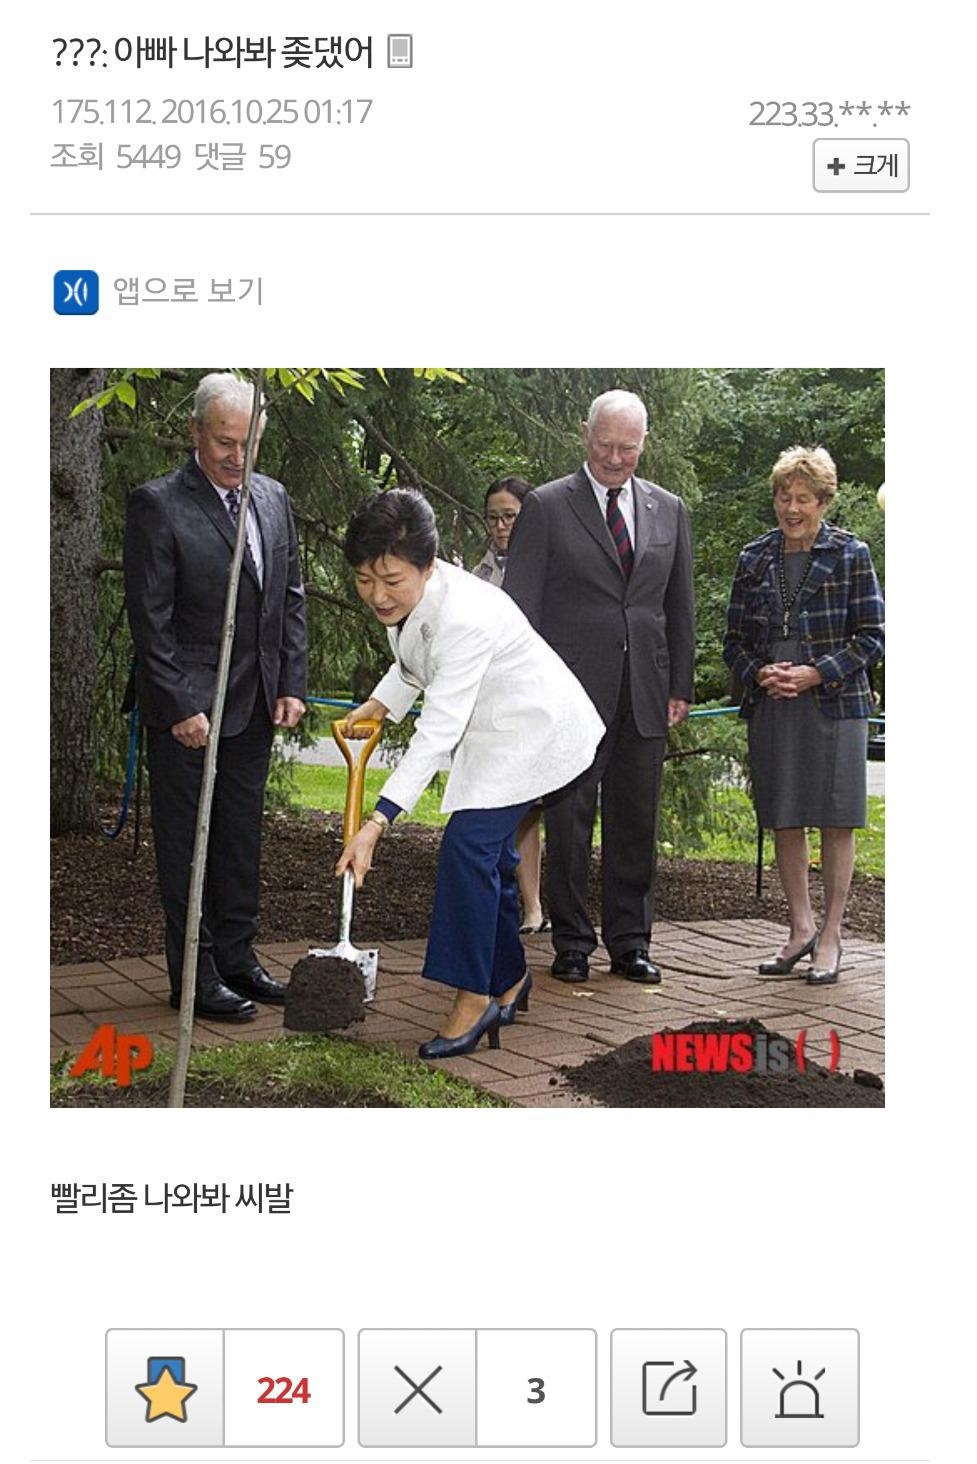 ???: 아빠 나와봐 좆댔어
175.112. 2016.10.25 01:17
223.33.**.**
조회 5449 댓글 59
+ 크게
앱으로 보기
Ap
NEWSis( )
빨리좀 나와봐 씨발
224
3